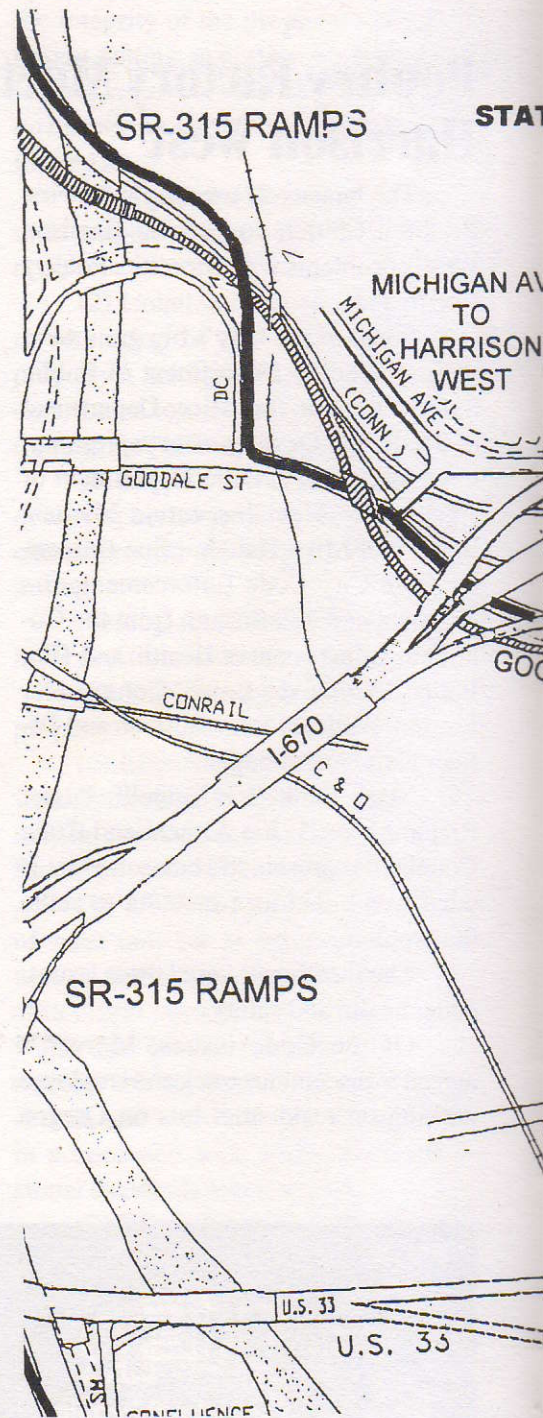 SR-315 RAMPS
STAT
MICHIGAN AV
TO
HARRISON
WEST
MICHIGAN AVE.
(CONN.)
DC
GOODALE ST
GOO
CONRAIL
I-670
C & O
SR-315 RAMPS
U.S. 33
U.S. 33
CONFLUENCE